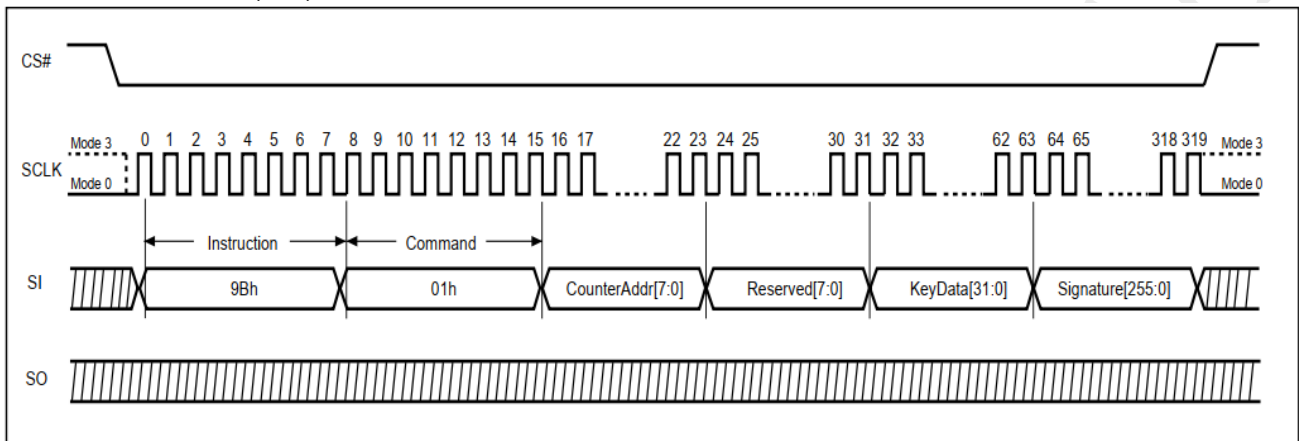 CS#
Mode 3 0 1 2 3 4 5 6 7 8 9 10 11 12 13 14 15 16 17 22 23 24 25 30 31 32 33 62 63 64 65 318 319 Mode 3
SCLK
Mode 0 Mode 0
Instruction Command
SI 9Bh 01h CounterAddr[7:0] Reserved[7:0] KeyData[31:0] Signature[255:0]
SO